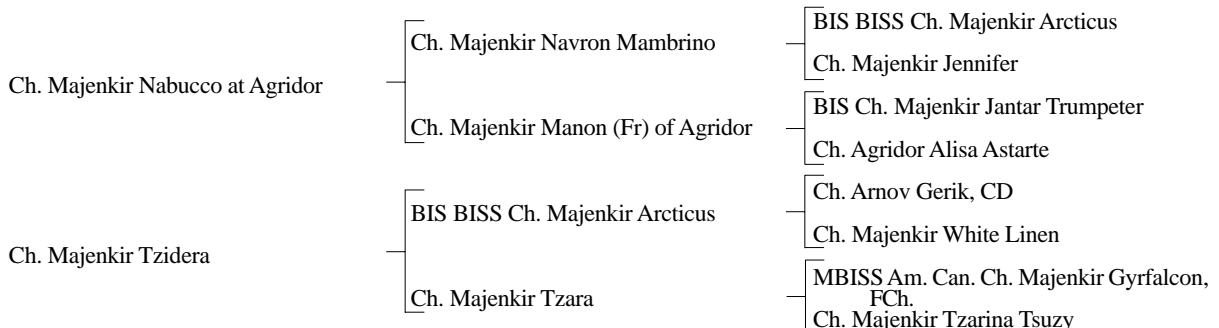 Ch. Majenkir Nabucco at Agridor
Ch. Majenkir Navron Mambrino
BIS BISS Ch. Majenkir Arcticus
Ch. Majenkir Jennifer
Ch. Majenkir Manon (Fr) of Agridor
BIS Ch. Majenkir Jantar Trumpeter
Ch. Agridor Alisa Astarte
Ch. Majenkir Tzidera
BIS BISS Ch. Majenkir Arcticus
Ch. Arnov Gerik, CD
Ch. Majenkir White Linen
Ch. Majenkir Tzara
MBISS Am. Can. Ch. Majenkir Gyrfalcon,
FCh.
Ch. Majenkir Tzarina Tsuzy